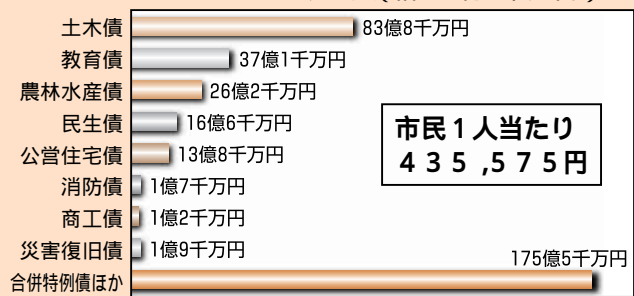 土木債 83億8千万円
教育債 37億1千万円
農林水産債 26億2千万円
民生債 16億6千万円
公営住宅債 13億8千万円
消防債 1億7千万円
商工債 1億2千万円
災害復旧債 1億9千万円
合併特例債ほか 175億5千万円
市民1人当たり
435,575円